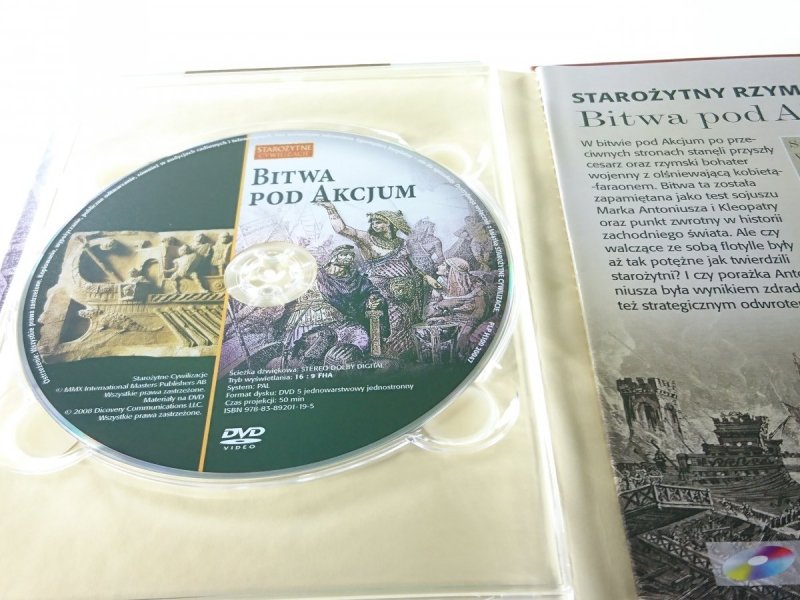 STAROŻYTNE
CYWILIZACJE
BITWA
POD AKCJUM
Ścieżka dźwiękowa: STEREO DOLBY DIGITAL
Tryb wyświetlania: 16 : 9 FHA
System: PAL
Format dysku: DVD 5 jednowarstwowy jednostronny
Czas projekcji: 50 min
ISBN 978-83-89201-19-5
Starożytne Cywilizacje
© MMX International Masters Publishers AB
Wszystkie prawa zastrzeżone.
Materiały na DVD
© 2008 Dicovery Communications LLC.
Wszystkie prawa zastrzeżone.
DVD
VIDEO
STAROŻYTNY RZYM
Bitwa pod A
W bitwie pod Akcjum po prze-
ciwnych stronach stanęli przyszły
cesarz oraz rzymski bohater
wojenny z olśniewającą kobietą-
-faraonem. Bitwa ta została
zapamiętana jako test sojuszu
Marka Antoniusza i Kleopatry
oraz punkt zwrotny w historii
zachodniego świata. Ale czy
walczące ze sobą flotylle były
aż tak potężne jak twierdzili
starożytni? I czy porażka Anto
niusza była wynikiem zdrad
też strategicznym odwrotem